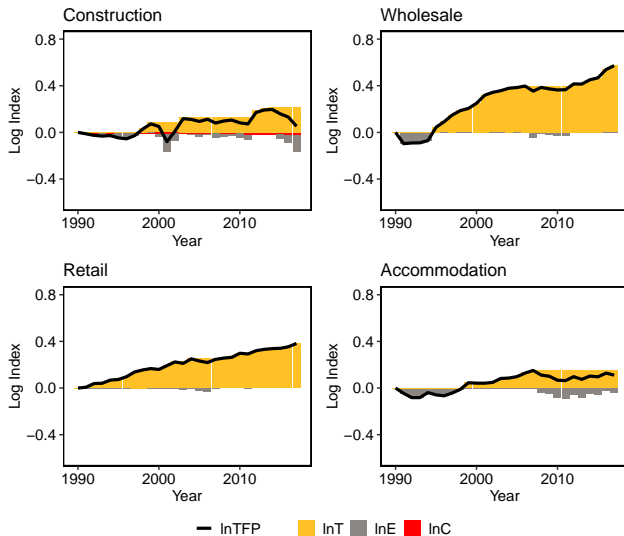 Construction
Wholesale
0.8
0.4
0.0
−0.4
Log Index
1990
2000
2010
Year
0.8
0.4
0.0
−0.4
Log Index
1990
2000
2010
Year
Retail
Accommodation
0.8
0.4
0.0
−0.4
Log Index
1990
2000
2010
Year
0.8
0.4
0.0
−0.4
Log Index
1990
2000
2010
Year
lnTFP lnT lnE lnC